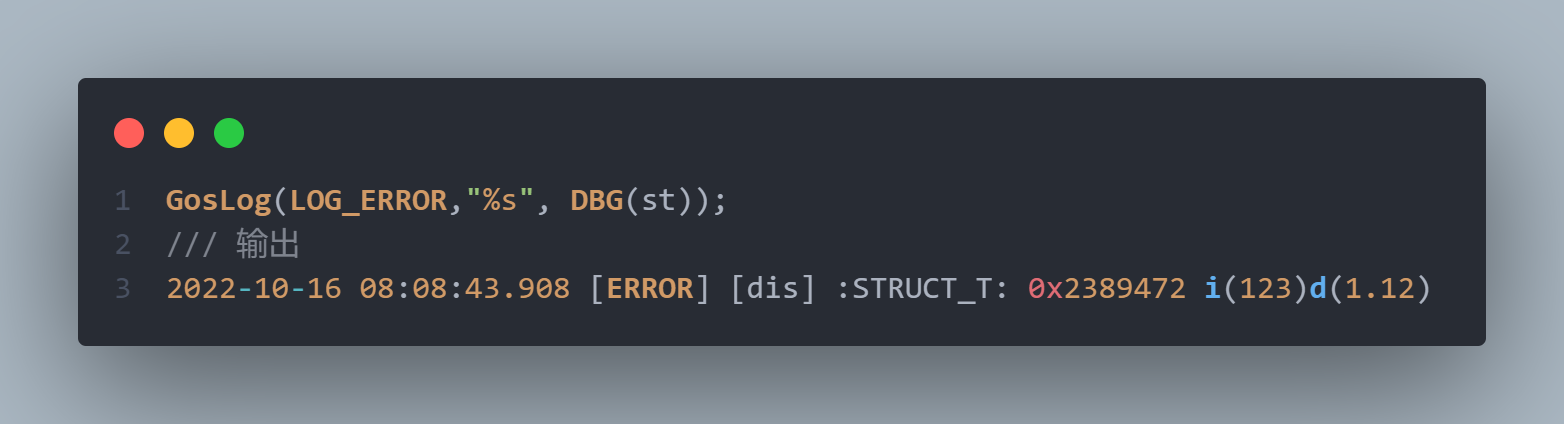 1 GosLog(LOG_ERROR,"%s", DBG(st));
2 /// 输出
3 2022-10-16 08:08:43.908 [ERROR] [dis] :STRUCT_T: 0x2389472 i(123)d(1.12)